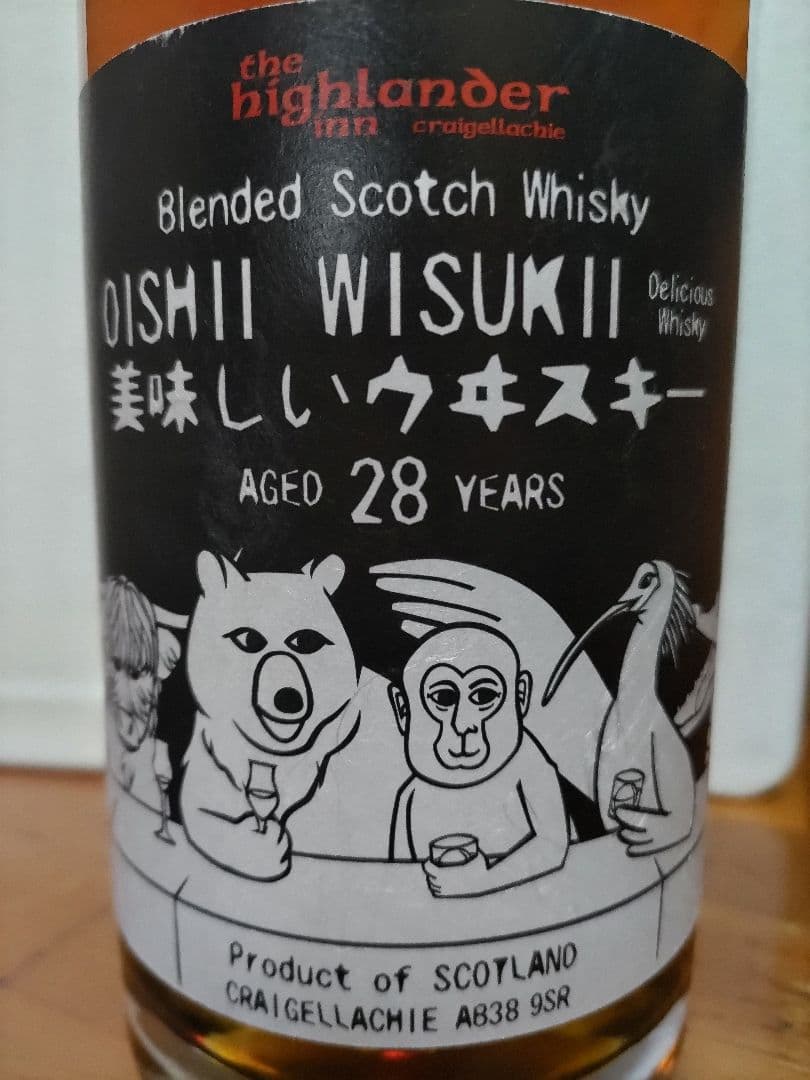 the
highlander
inn craigellachie
Blended Scotch Whisky
OISHII WISUKII
Delicious
Whisky
美味しいウヰスキー
AGED 28 YEARS
Product of SCOTLAND
CRAIGELLACHIE AB38 9SR